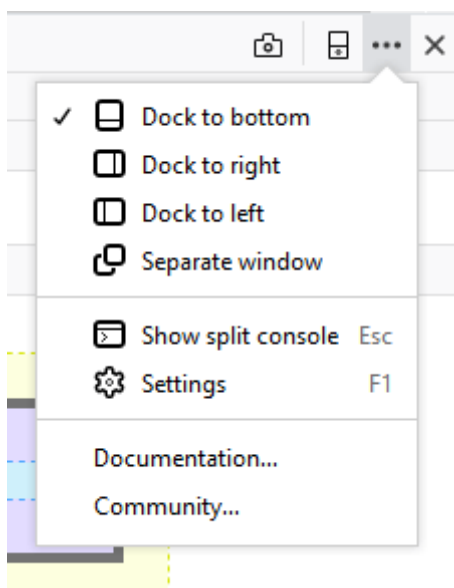 Dock to bottom
Dock to right
Dock to left
Separate window
Show split console Esc
Settings F1
Documentation...
Community...